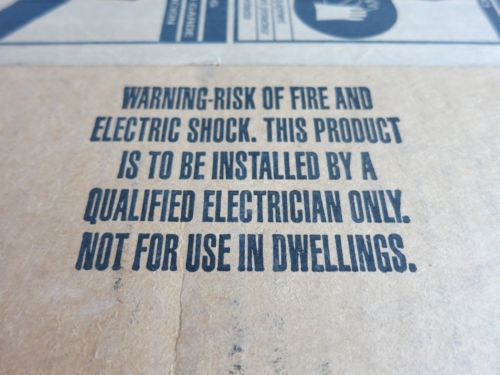 GRANDE
WARNING-RISK OF FIRE AND
ELECTRIC SHOCK. THIS PRODUCT
IS TO BE INSTALLED BY A
QUALIFIED ELECTRICIAN ONLY.
NOT FOR USE IN DWELLINGS.